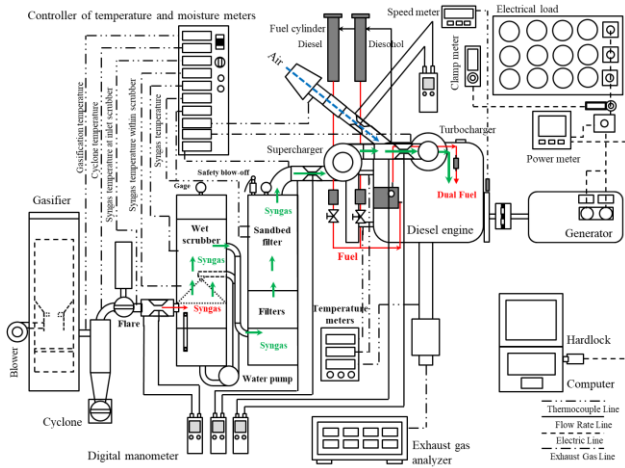 Controller of temperature and moisture meters
Fuel cylinder
Diesel
Diesohol
Speed meter
Electrical load
Clamp meter
Air
Gasification temperature
Cyclone temperature
Syngas temperature at inlet scrubber
Syngas temperature within scrubber
Syngas temperature
Supercharger
Turbocharger
Power meter
Safety blow-off
Gage
Syngas
Dual Fuel
Gasifier
Wet
scrubber
Sandbed
filter
Diesel engine
Generator
Syngas
Fuel
Filters
Syngas
Syngas
Flare
Temperature
meters
Blower
Water pump
Hardlock
Computer
Cyclone
Thermocouple Line
Flow Rate Line
Electric Line
Exhaust Gas Line
Digital manometer
Exhaust gas
analyzer